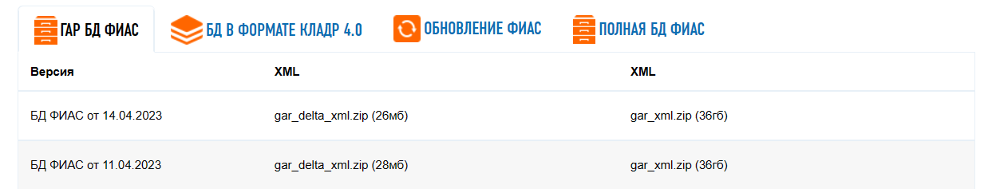 ГАР БД ФИАС БД В ФОРМАТЕ КЛАДР 4.0 ОБНОВЛЕНИЕ ФИАС ПОЛНАЯ БД ФИАС
Версия XML XML
БД ФИАС от 14.04.2023 gar_delta_xml.zip (26мб) gar_xml.zip (36гб)
БД ФИАС от 11.04.2023 gar_delta_xml.zip (28мб) gar_xml.zip (36гб)